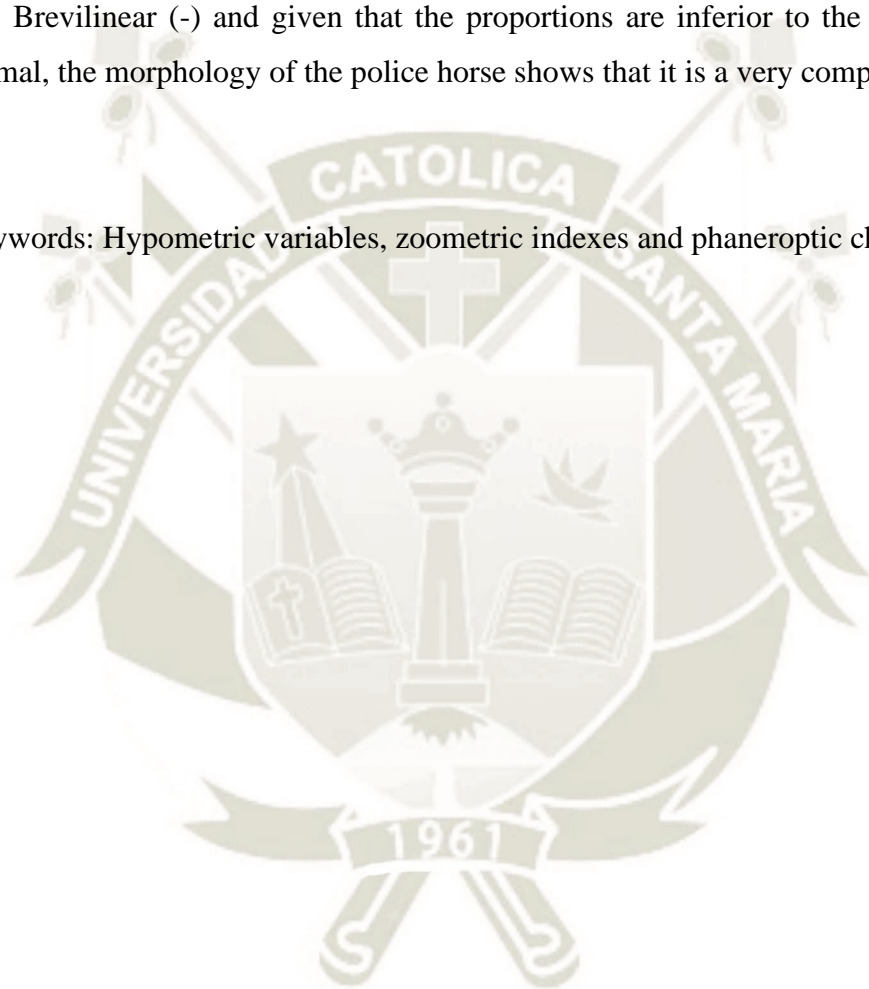 Brevilinear (-) and given that the proportions are inferior to the
mal, the morphology of the police horse shows that it is a very comp
ywords: Hypometric variables, zoometric indexes and phaneroptic cl
UNIVERSIDAD CATOLICA SANTA MARIA
1961